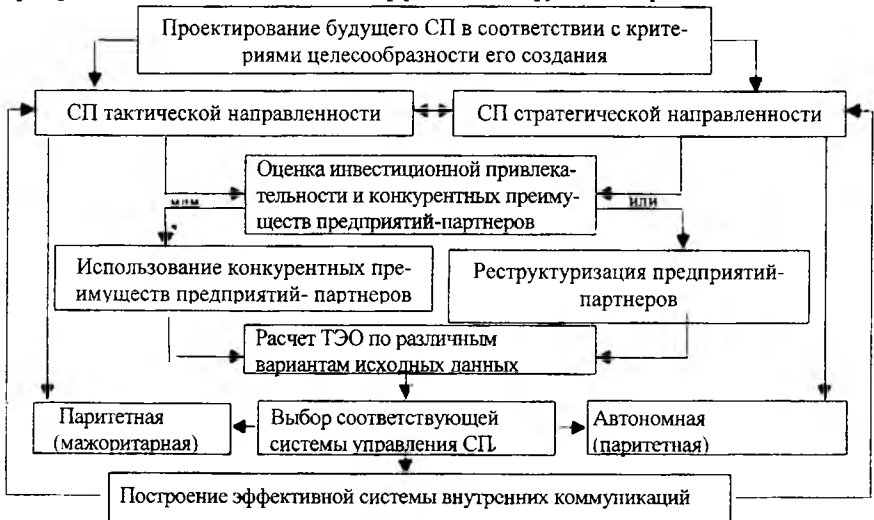 Проектирование будущего СП в соответствии с крите-
риями целесообразности его создания
СП тактической направленности
СП стратегической направленности
Оценка инвестиционной привлека-
тельности и конкурентных преиму-
ществ предприятий-партнеров
или
или
Использование конкурентных пре-
имуществ предприятий- партнеров
Реструктуризация предприятий-
партнеров
Расчет ТЭО по различным
вариантам исходных данных
Паритетная
(мажоритарная)
Выбор соответствующей
системы управления СП.
Автономная
(паритетная)
Построение эффективной системы внутренних коммуникаций